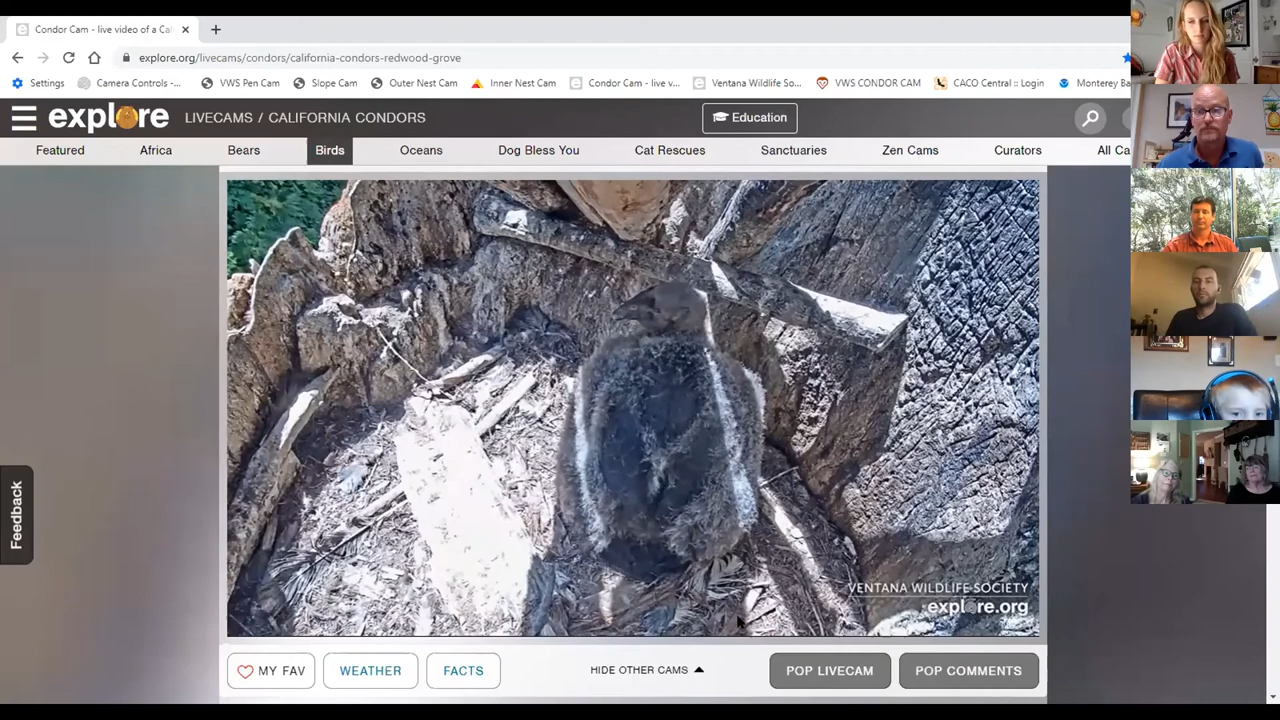 Condor Cam - live video of a Cal
explore.org/livecams/condors/california-condors-redwood-grove
Settings Camera Controls -... VWS Pen Cam Slope Cam Outer Nest Cam Inner Nest Cam Condor Cam - live v... Ventana Wildlife So... VWS CONDOR CAM CACO Central :: Login Monterey Ba
explore LIVECAMS / CALIFORNIA CONDORS Education
Featured Africa Bears Birds Oceans Dog Bless You Cat Rescues Sanctuaries Zen Cams Curators All Ca
Feedback
VENTANA WILDLIFE SOCIETY
explore.org
MY FAV WEATHER FACTS HIDE OTHER CAMS POP LIVECAM POP COMMENTS